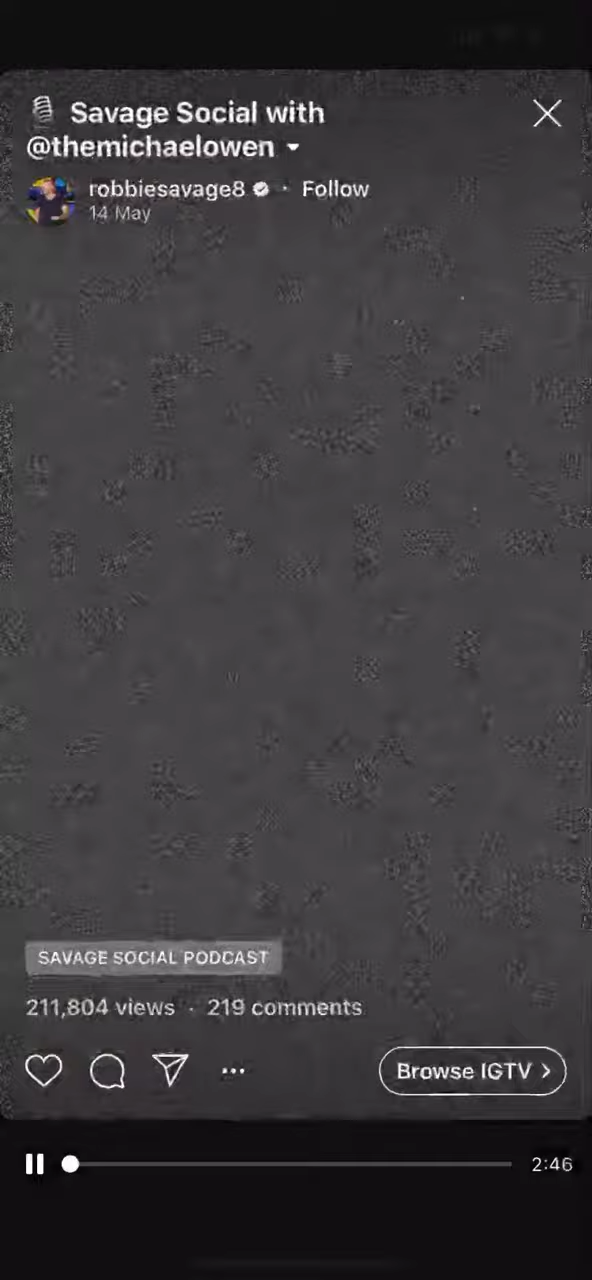 🎙 Savage Social with
@themichaelowen
robbiesavage8 · Follow
14 May
SAVAGE SOCIAL PODCAST
211,804 views · 219 comments
Browse IGTV >
2:46